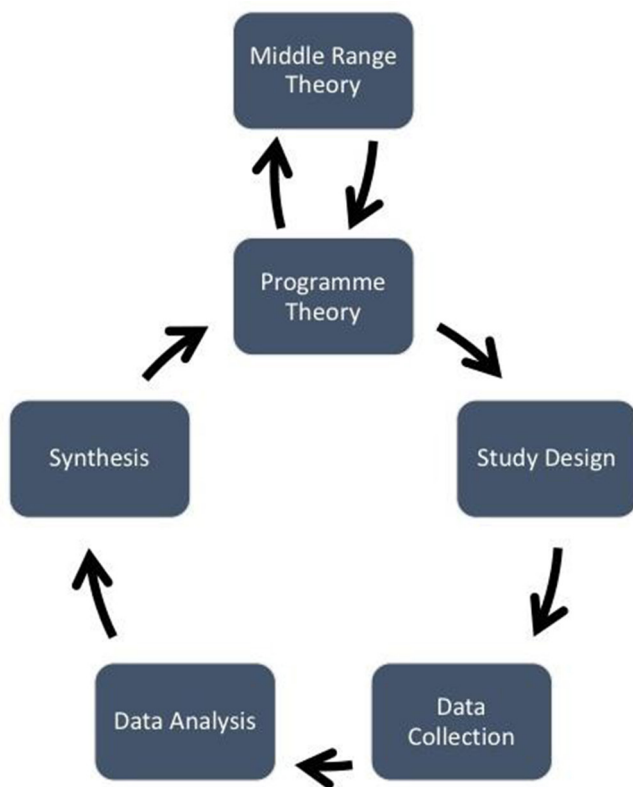 Middle Range
Theory
Programme
Theory
Synthesis
Study Design
Data Analysis
Data
Collection